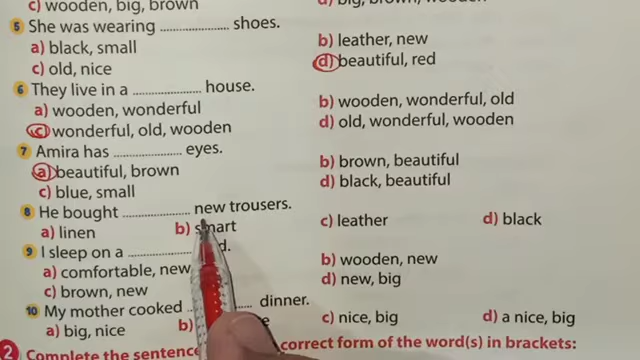 c) wooden, big, brown
5 She was wearing .................... shoes.
a) black, small
b) leather, new
c) old, nice
d) beautiful, red
6 They live in a .................... house.
a) wooden, wonderful
b) wooden, wonderful, old
c) wonderful, old, wooden
d) old, wonderful, wooden
7 Amira has .................... eyes.
a) beautiful, brown
b) brown, beautiful
c) blue, small
d) black, beautiful
8 He bought .................... new trousers.
a) linen b) smart c) leather d) black
9 I sleep on a ....................
a) comfortable, new
b) wooden, new
c) brown, new
d) new, big
10 My mother cooked .................... dinner.
a) big, nice b) c) nice, big d) a nice, big
2 Complete the correct form of the word(s) in brackets: